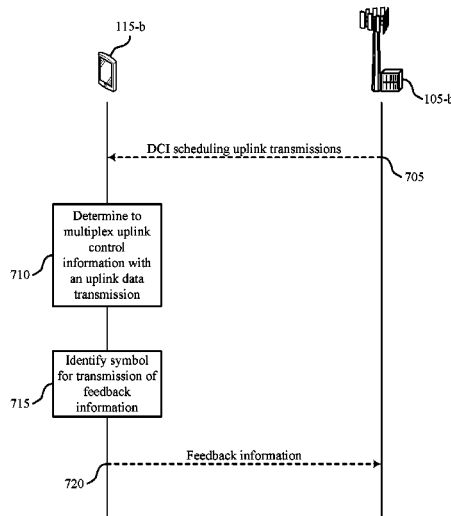 115-b
105-b
DCI scheduling uplink transmissions
705
Determine to
multiplex uplink
control
information with
an uplink data
transmission
710
Identify symbol
for transmission of
feedback
information
715
Feedback information
720